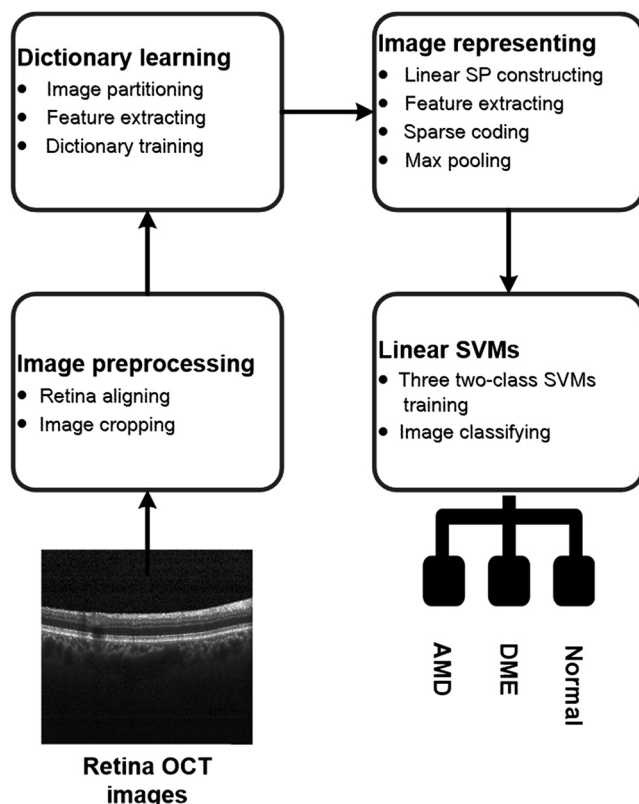 Dictionary learning
• Image partitioning
• Feature extracting
• Dictionary training
Image representing
• Linear SP constructing
• Feature extracting
• Sparse coding
• Max pooling
Image preprocessing
• Retina aligning
• Image cropping
Linear SVMs
• Three two-class SVMs
training
• Image classifying
AMD
DME
Normal
Retina OCT
images